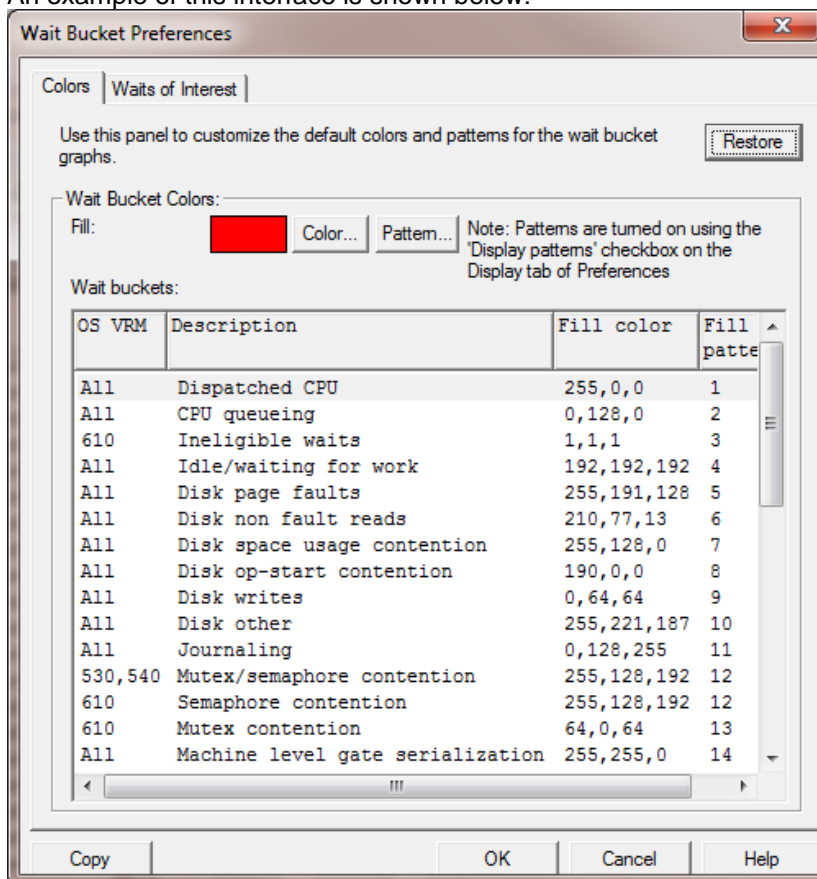 An example of this interface is shown below:
Wait Bucket Preferences
Colors Waits of Interest
Use this panel to customize the default colors and patterns for the wait bucket
graphs.
Restore
Wait Bucket Colors:
Fill: Color... Pattern... Note: Patterns are turned on using the
'Display patterns' checkbox on the
Display tab of Preferences
Wait buckets:
OS VRM Description Fill color Fill
patte
All Dispatched CPU 255,0,0 1
All CPU queueing 0,128,0 2
610 Ineligible waits 1,1,1 3
All Idle/waiting for work 192,192,192 4
All Disk page faults 255,191,128 5
All Disk non fault reads 210,77,13 6
All Disk space usage contention 255,128,0 7
All Disk op-start contention 190,0,0 8
All Disk writes 0,64,64 9
All Disk other 255,221,187 10
All Journaling 0,128,255 11
530,540 Mutex/semaphore contention 255,128,192 12
610 Semaphore contention 255,128,192 12
610 Mutex contention 64,0,64 13
All Machine level gate serialization 255,255,0 14
Copy OK Cancel Help